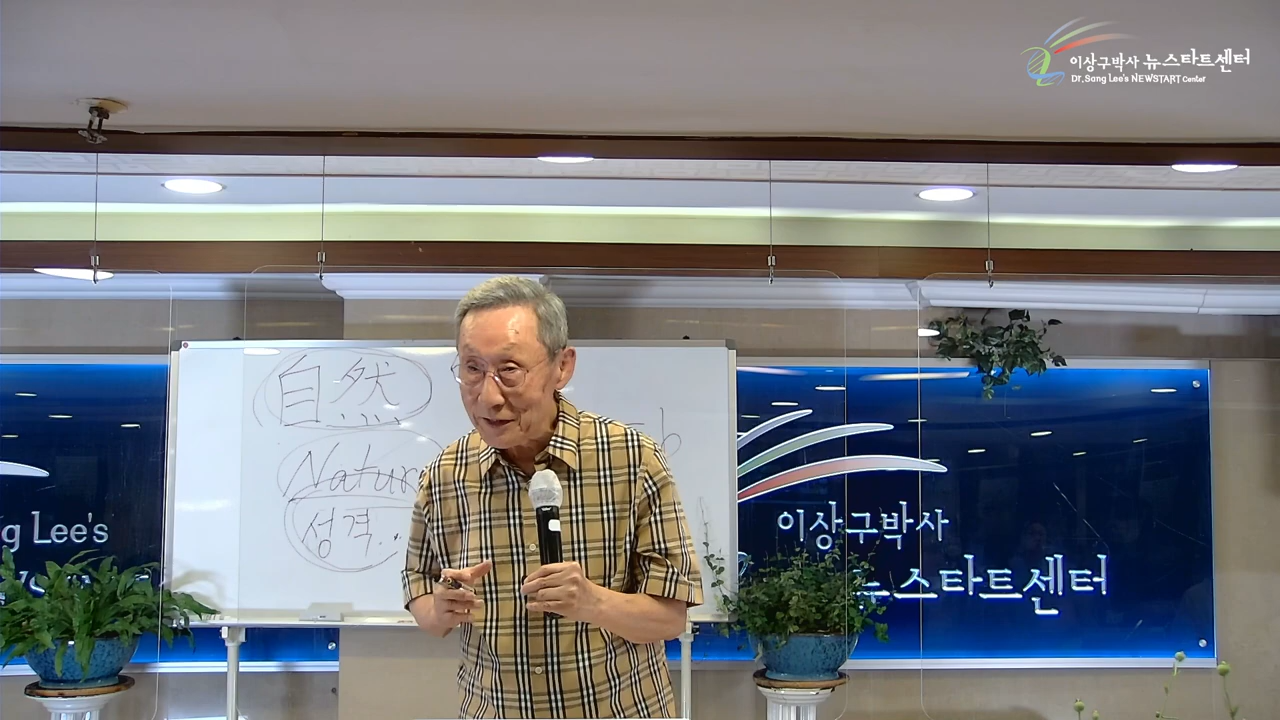 이상구박사 뉴스타트센터
Dr. Sang Lee's NEWSTART Center
自然
Natur
성격..
g Lee's
이상구박사
뉴스타트센터